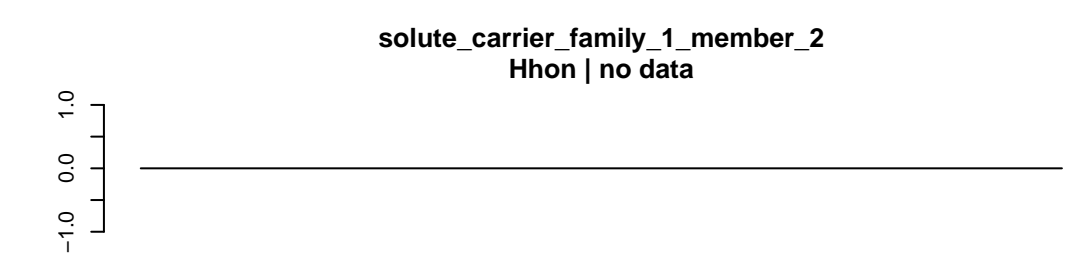 solute_carrier_family_1_member_2
Hhon | no data
1.0
0.0
−1.0